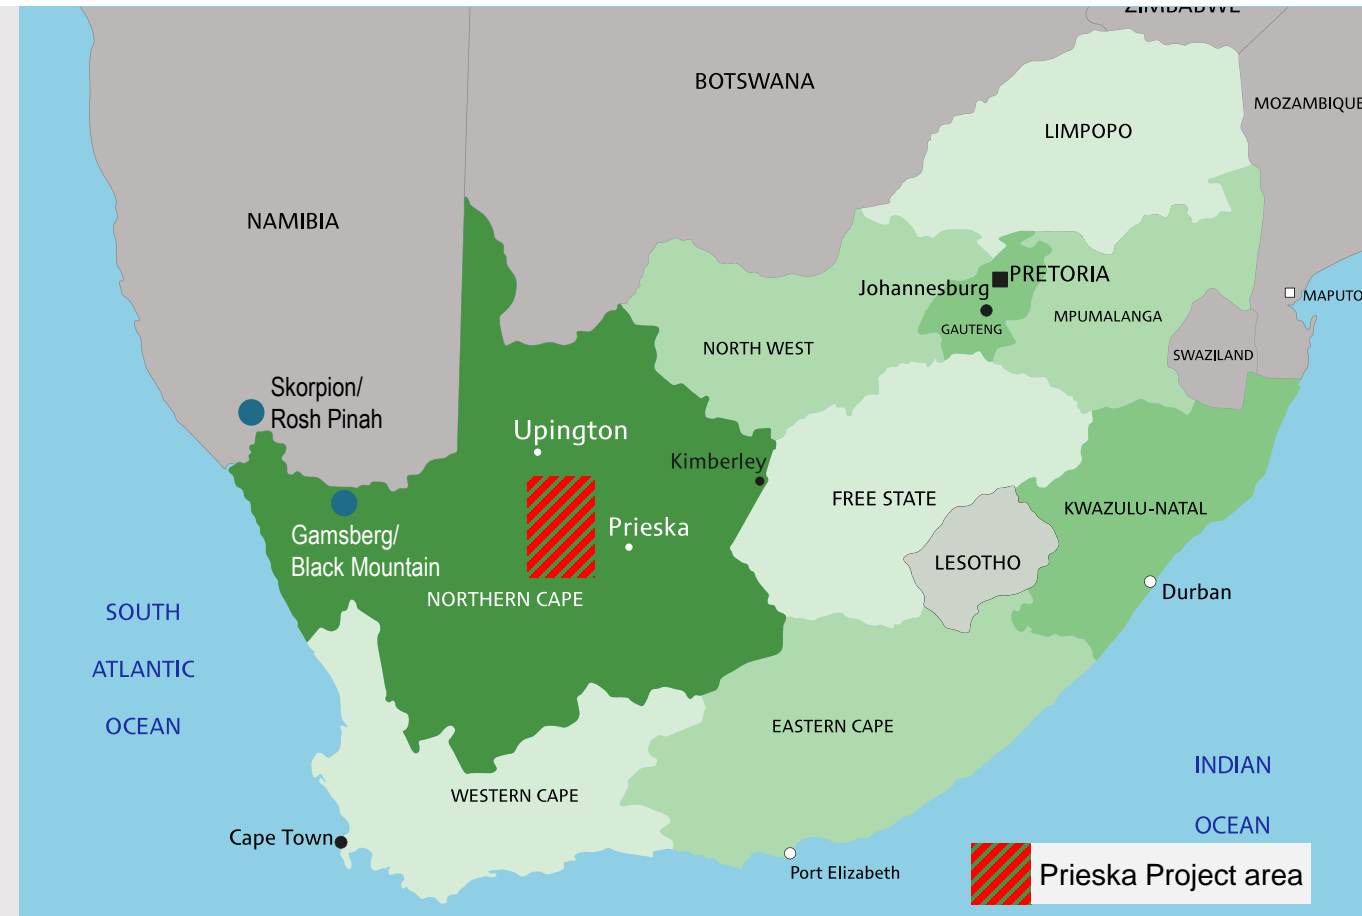 ZIMBABWE
BOTSWANA
MOZAMBIQUE
LIMPOPO
NAMIBIA
PRETORIA
Johannesburg
MAPUTO
MPUMALANGA
GAUTENG
NORTH WEST
SWAZILAND
Skorpion/
Rosh Pinah
Upington
Kimberley
FREE STATE
KWAZULU-NATAL
Prieska
Gamsberg/
Black Mountain
LESOTHO
Durban
NORTHERN CAPE
SOUTH
ATLANTIC
OCEAN
EASTERN CAPE
INDIAN
OCEAN
WESTERN CAPE
Cape Town
Port Elizabeth
Prieska Project area